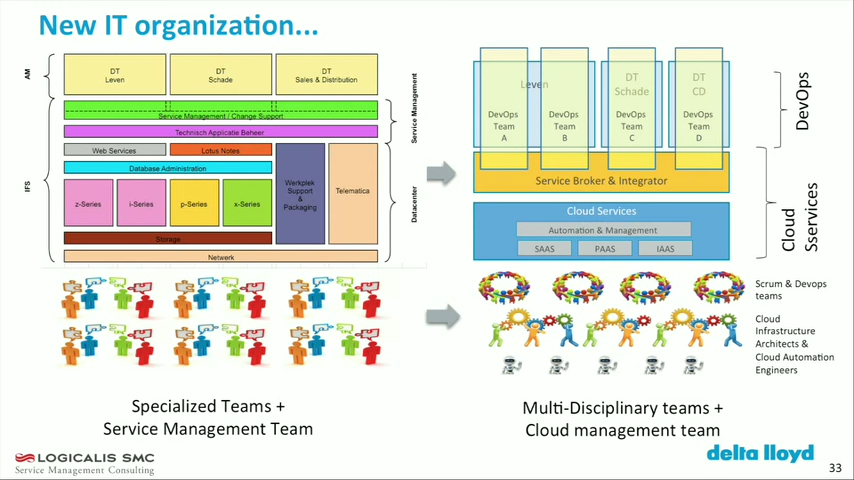 New IT organization...
AM
DT
Leven
DT
Schade
DT
Sales & Distribution
Service Management / Change Support
Technisch Applicatie Beheer
Service Management
IFS
Web Services
Lotus Notes
Database Administration
z-Series
i-Series
p-Series
x-Series
Werkplek
Support
&
Packaging
Telematica
Datacenter
Storage
Netwerk
Leven
DT
Schade
DT
CD
DevOps
Team
A
DevOps
Team
B
DevOps
Team
C
DevOps
Team
D
DevOps
Service Broker & Integrator
Cloud Services
Automation & Management
SAAS
PAAS
IAAS
Cloud
Sservices
Scrum & Devops
teams
Cloud
Infrastructure
Architects &
Cloud Automation
Engineers
Specialized Teams +
Service Management Team
Multi-Disciplinary teams +
Cloud management team
LOGICALIS SMC
Service Management Consulting
delta lloyd
33